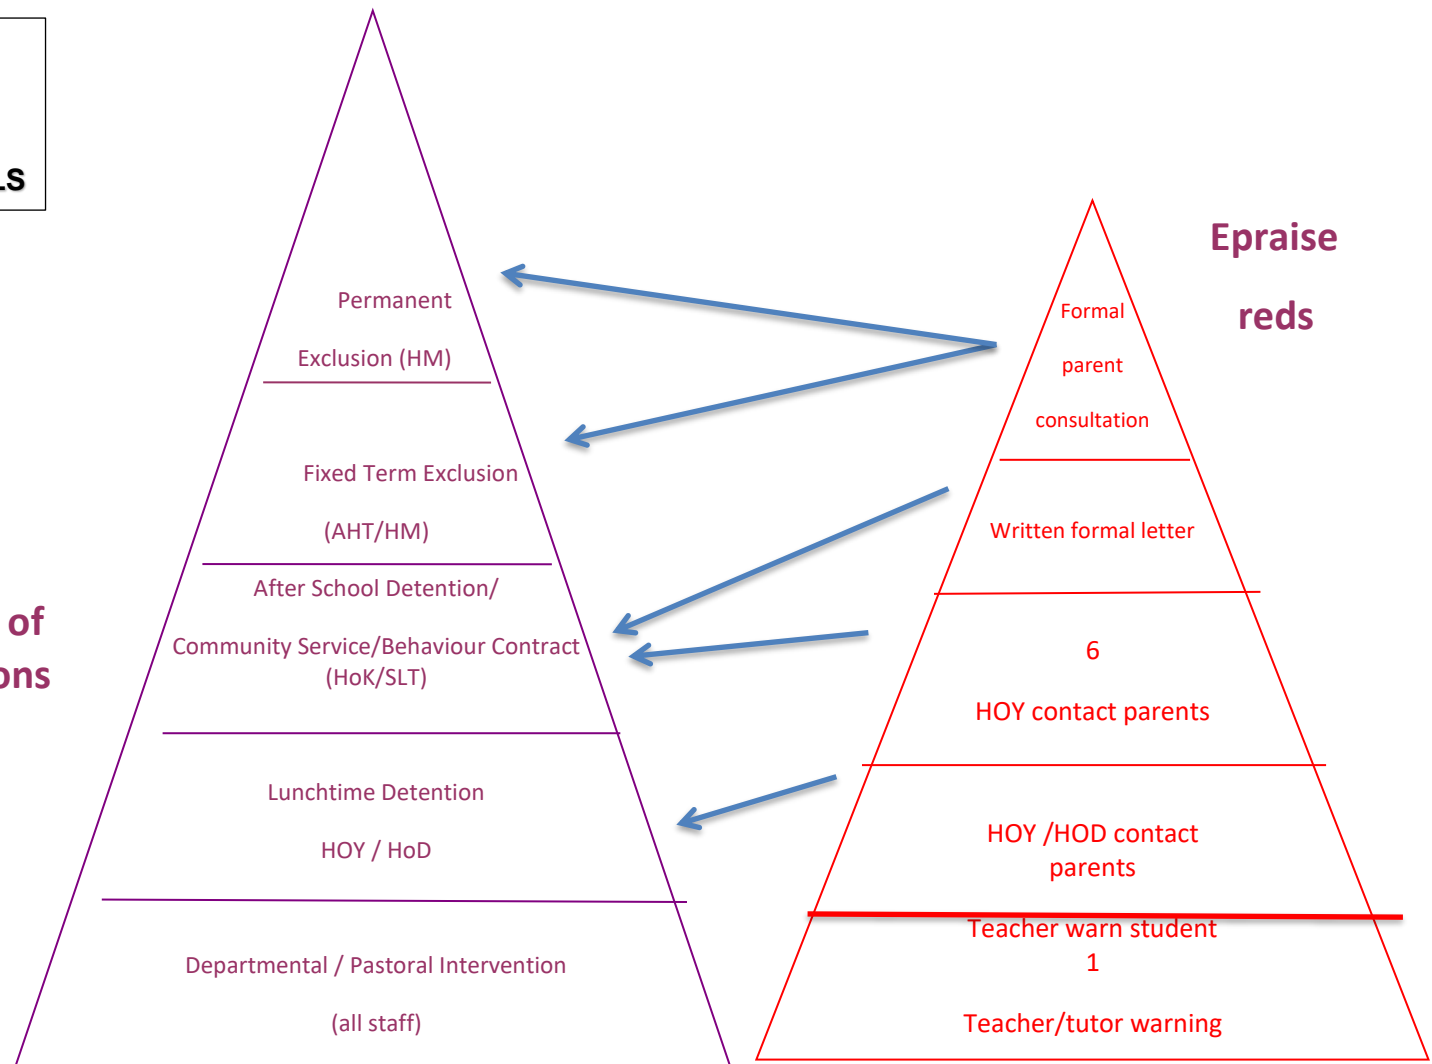 Permanent
Exclusion (HM)
Fixed Term Exclusion
(AHT/HM)
After School Detention/
Community Service/Behaviour Contract
(HoK/SLT)
Lunchtime Detention
HOY / HoD
Departmental / Pastoral Intervention
(all staff)
of
Epraise
reds
Formal
parent
consultation
Written formal letter
6
HOY contact parents
HOY /HOD contact
parents
Teacher warn student
1
Teacher/tutor warning